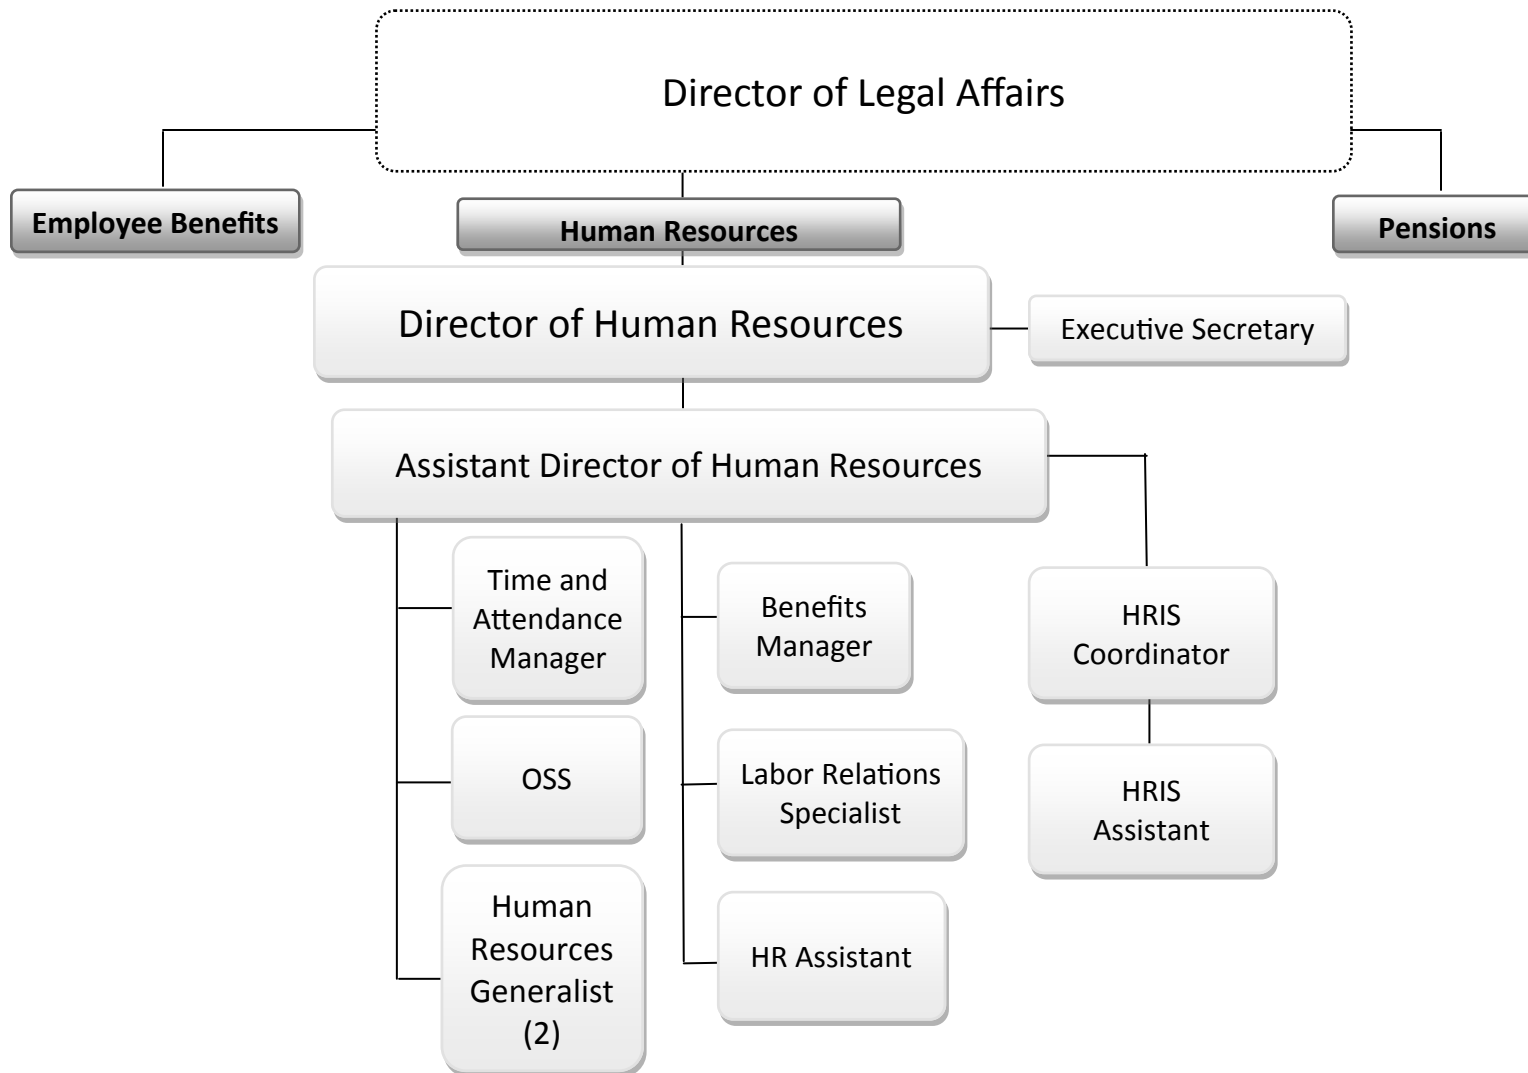 Director of Legal Affairs
Employee Benefits
Human Resources
Pensions
Director of Human Resources
Executive Secretary
Assistant Director of Human Resources
Time and
Attendance
Manager
Benefits
Manager
HRIS
Coordinator
OSS
Labor Relations
Specialist
HRIS
Assistant
Human
Resources
Generalist
(2)
HR Assistant